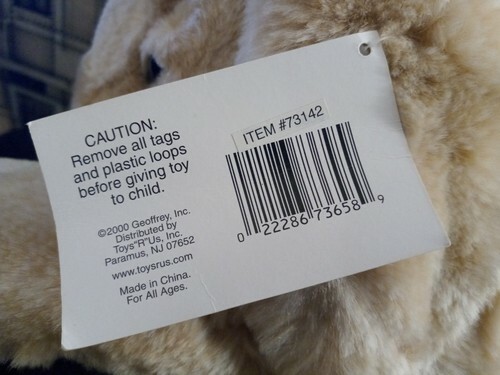 CAUTION:
Remove all tags
and plastic loops
before giving toy
to child.
©2000 Geoffrey, Inc.
Distributed by
Toys"R"Us, Inc.
Paramus, NJ 07652
www.toysrus.com
Made in China.
For All Ages.
ITEM #73142
0 22286 73658 9